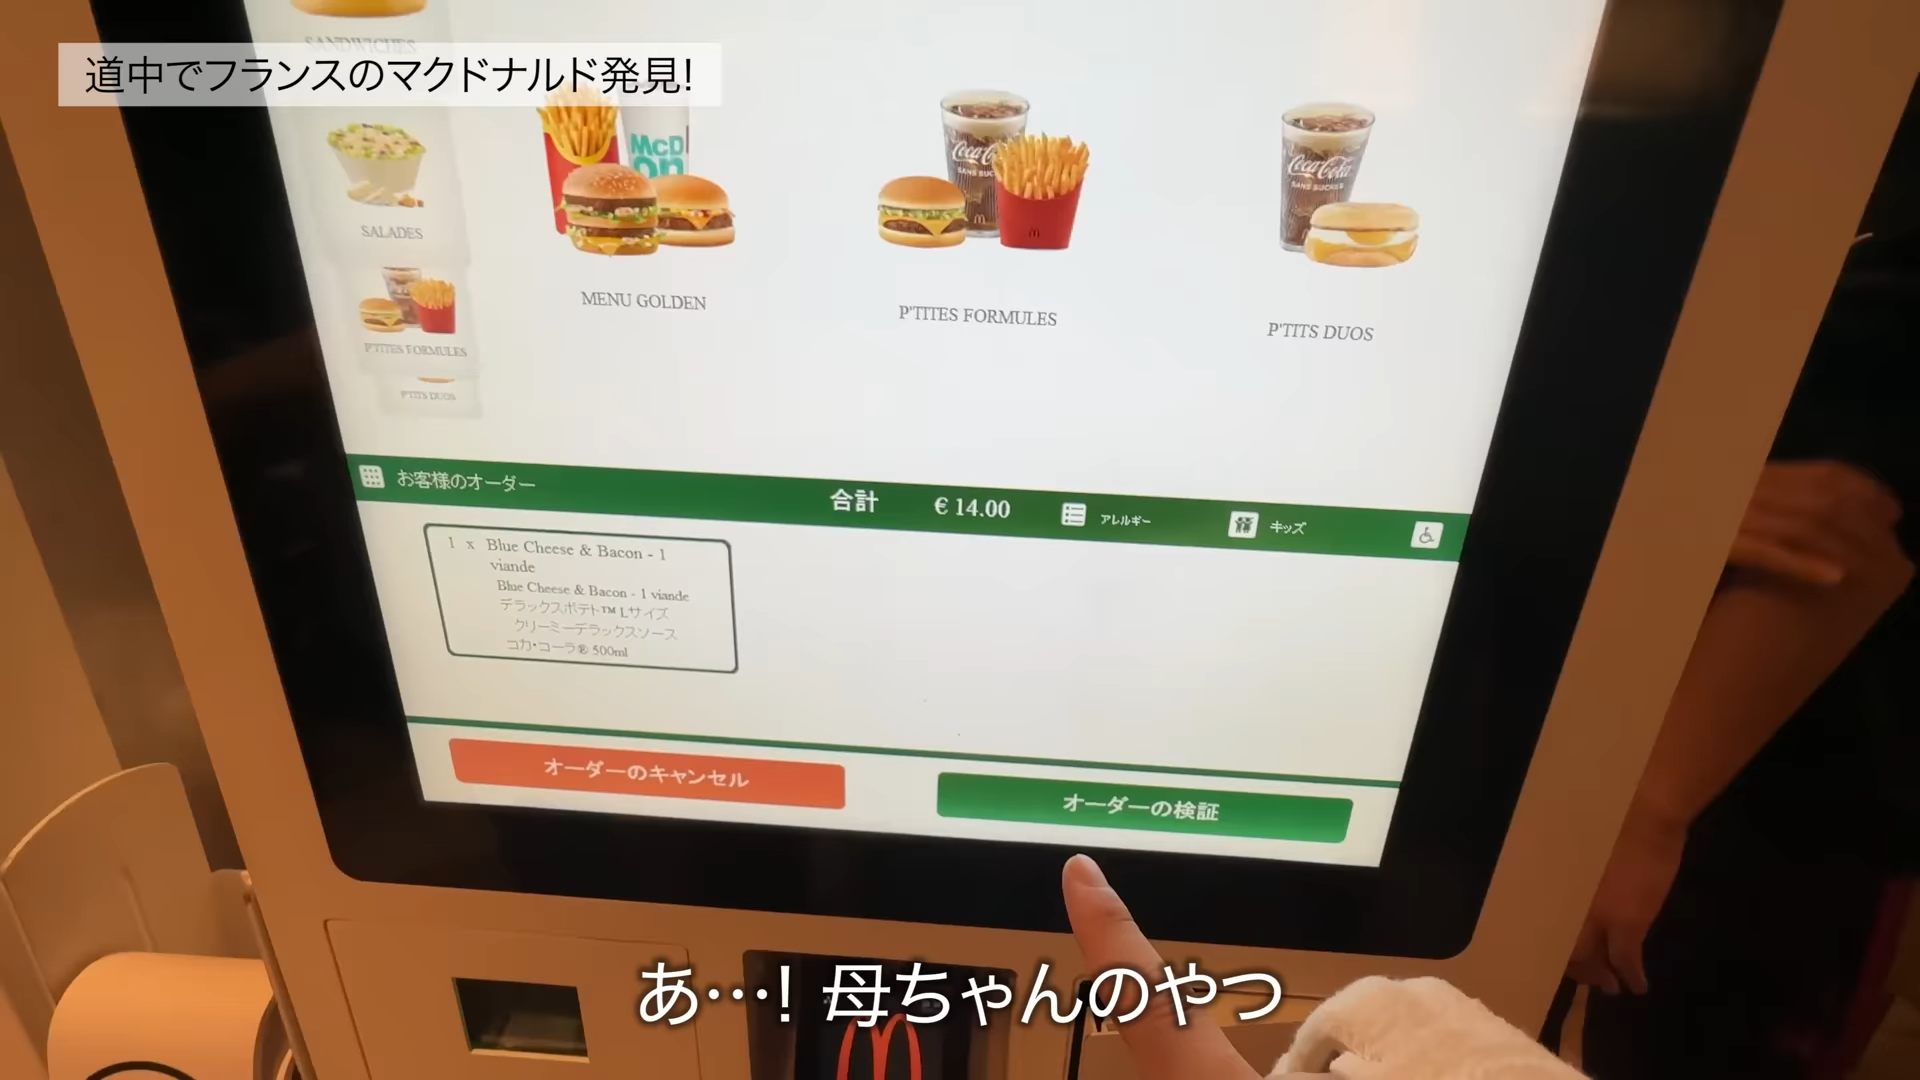 SANDWICHES
道中でフランスのマクドナルド発見!
McD
on
Coca-Cola
SANS SUCRES
SALADES
MENU GOLDEN
P'TITES FORMULES
P'TITS DUOS
P'TITES FORMULES
P'TITS DUOS
お客様のオーダー
合計 € 14.00
アレルギー
キッズ
1 x Blue Cheese & Bacon - 1
viande
Blue Cheese & Bacon - 1 viande
デラックスポテト™ Lサイズ
クリーミーデラックスソース
コカ・コーラ® 500ml
オーダーのキャンセル
オーダーの検証
あ…! 母ちゃんのやつ